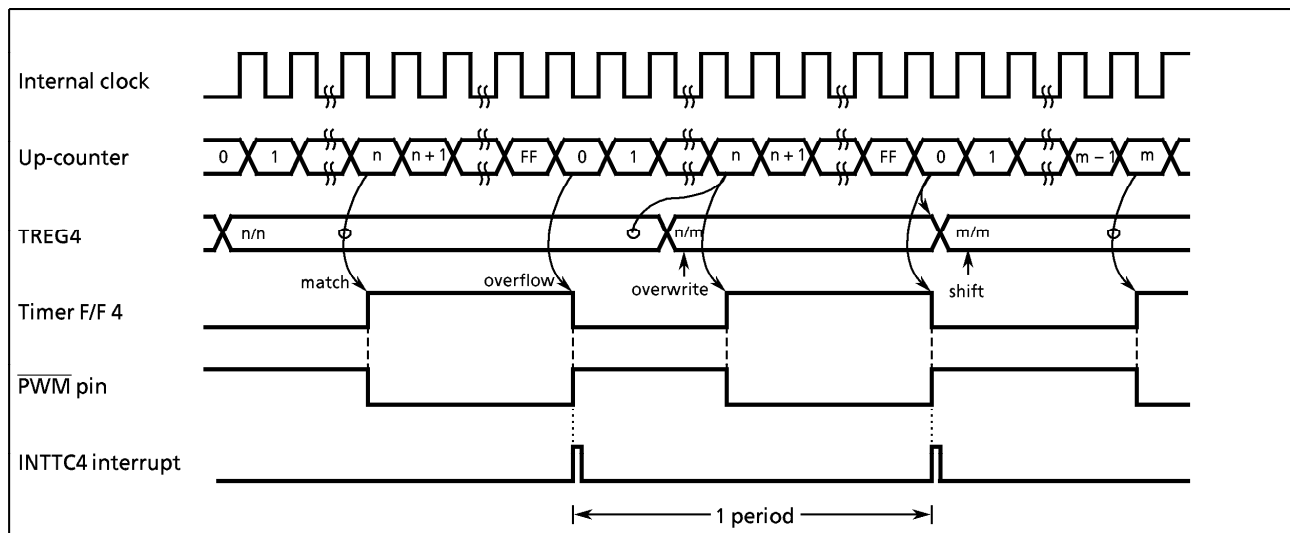 Internal clock
Up-counter 0 1 n n + 1 FF 0 1 n n + 1 FF 0 1 m – 1 m
TREG4 n/n n/m m/m
match overflow overwrite shift
Timer F/F 4
PWM pin
INTTC4 interrupt
1 period